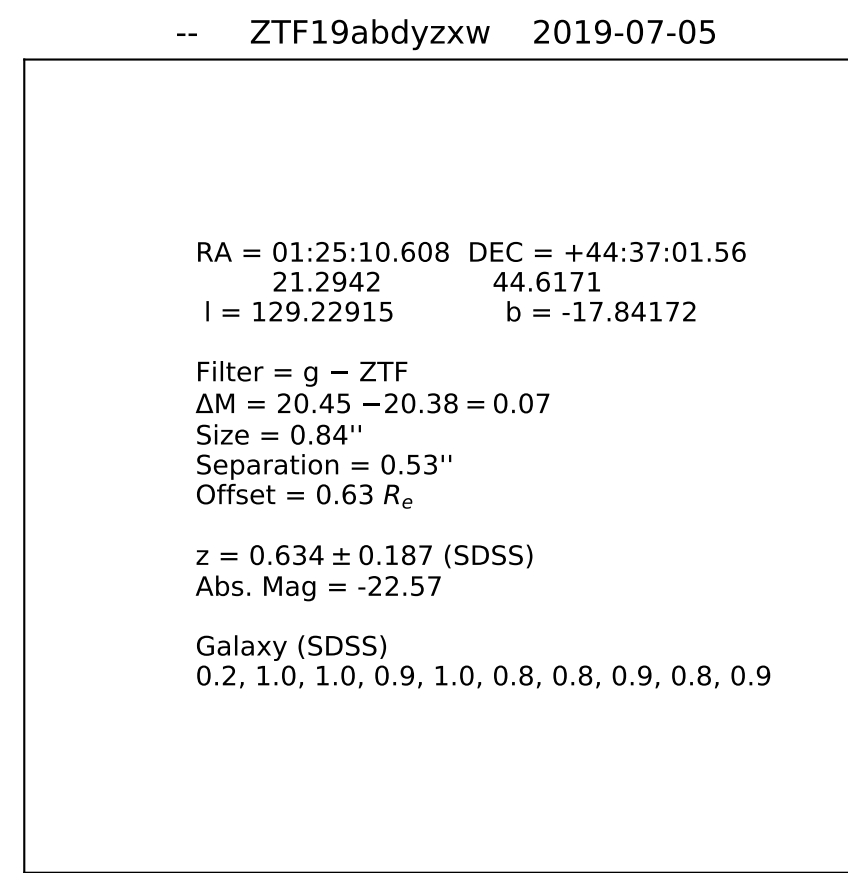 -- ZTF19abdyzxw 2019-07-05
RA = 01:25:10.608 DEC = +44:37:01.56
21.2942 44.6171
l = 129.22915 b = -17.84172
Filter = g − ZTF
ΔM = 20.45 −20.38 = 0.07
Size = 0.84''
Separation = 0.53''
Offset = 0.63 Rₑ
z = 0.634 ± 0.187 (SDSS)
Abs. Mag = -22.57
Galaxy (SDSS)
0.2, 1.0, 1.0, 0.9, 1.0, 0.8, 0.8, 0.9, 0.8, 0.9